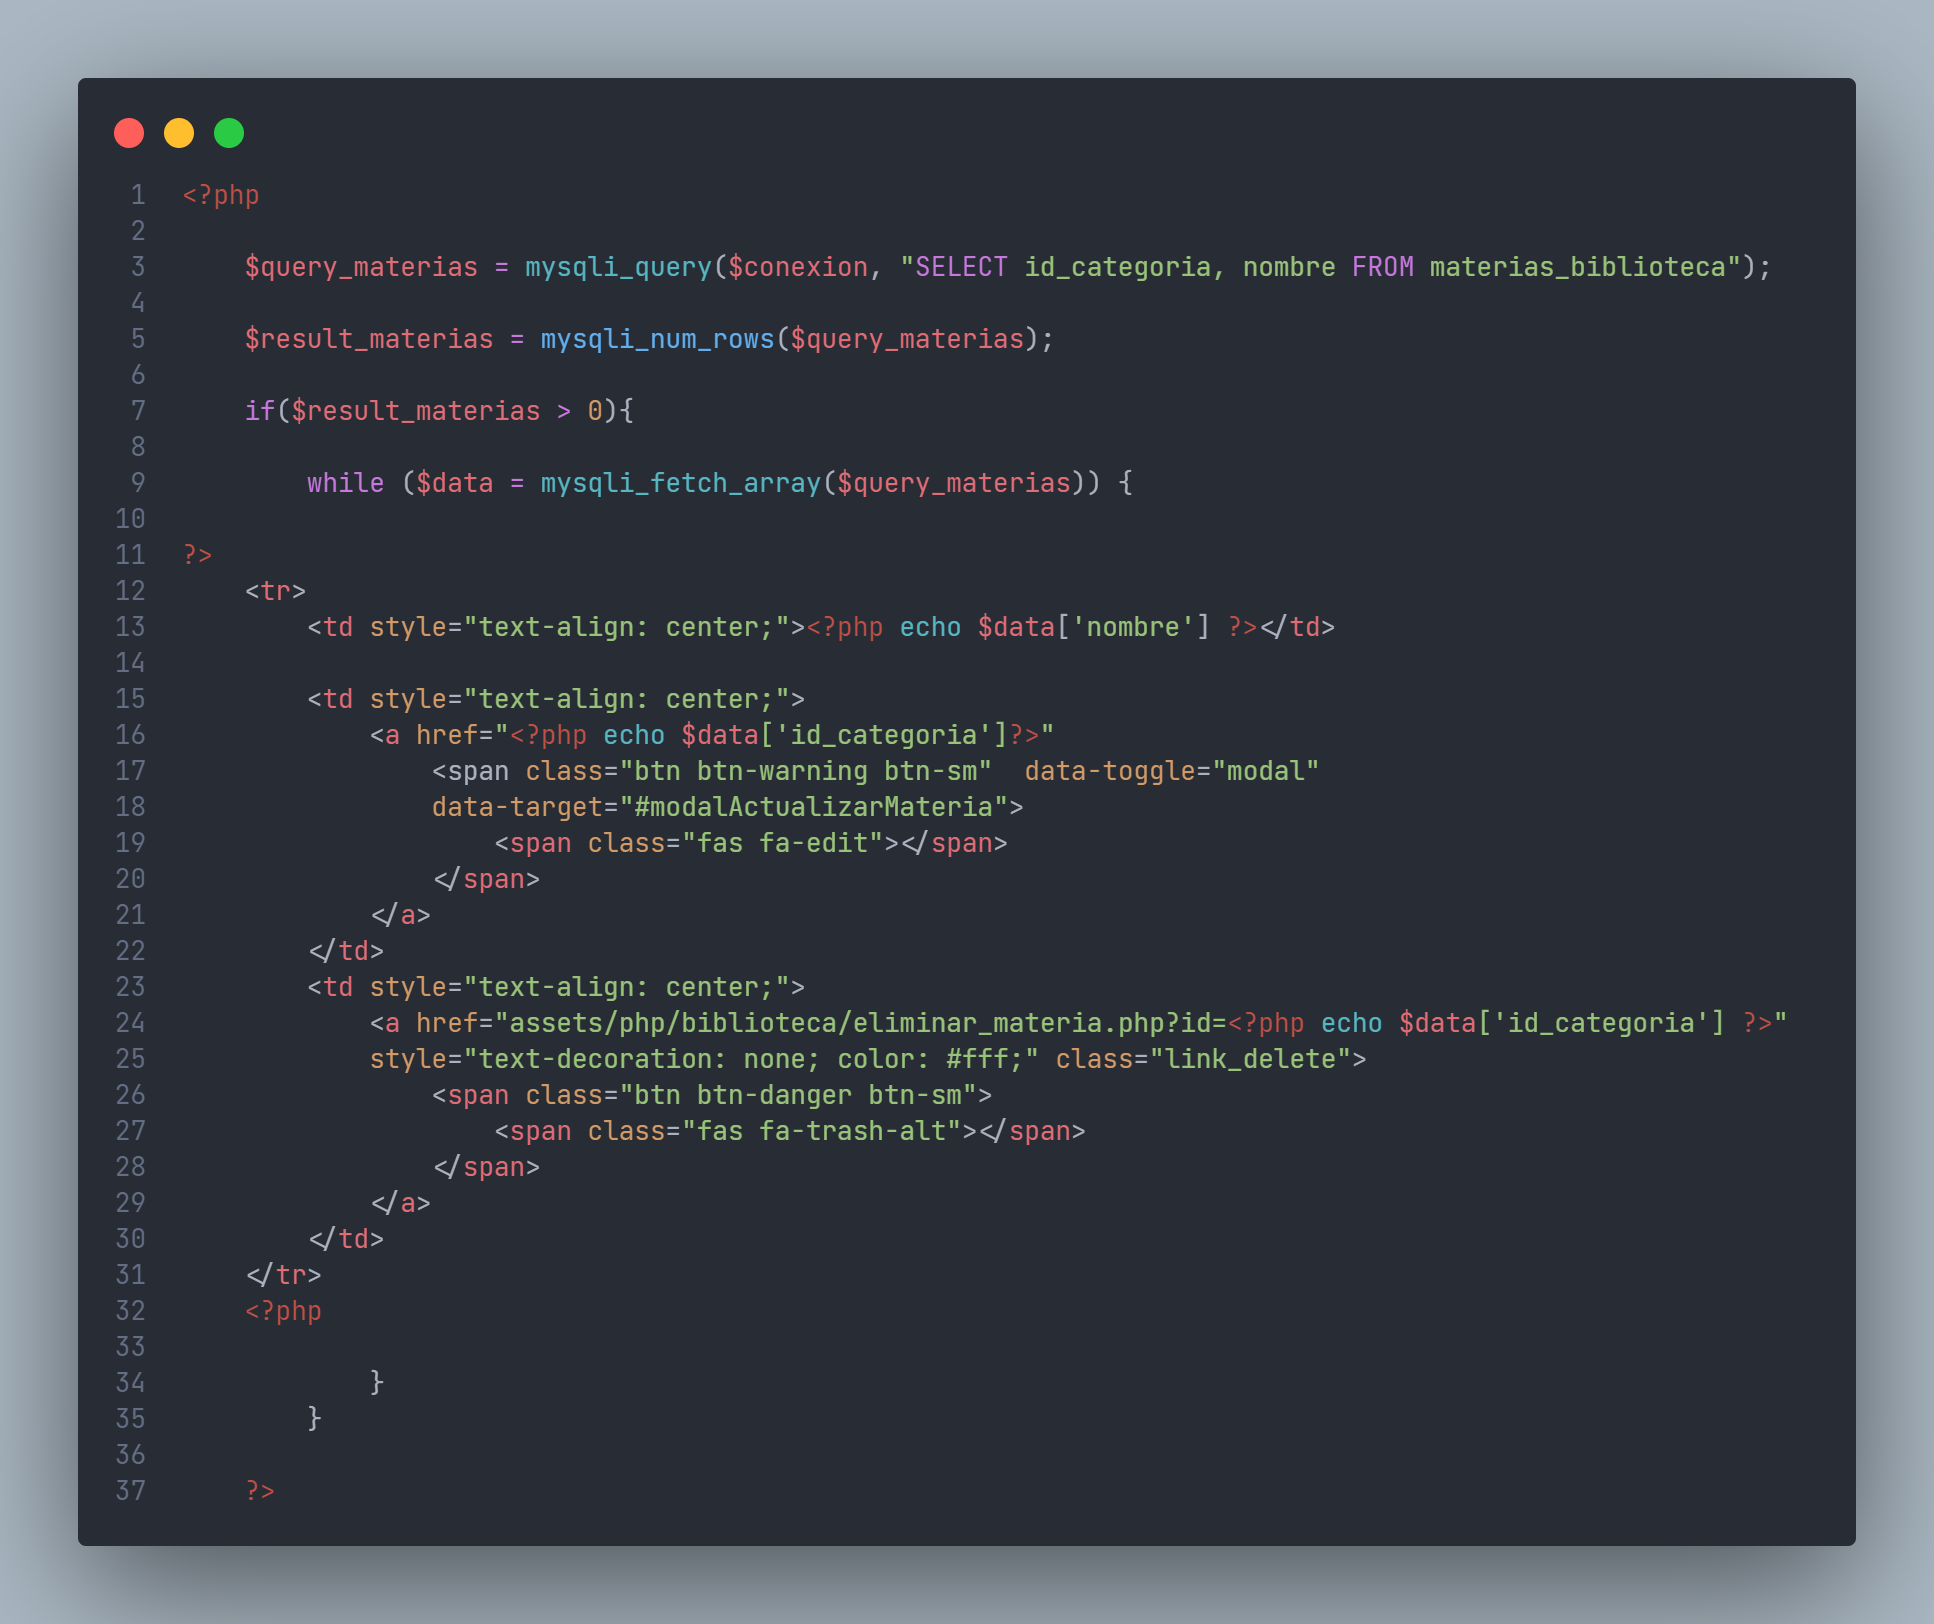 1 <?php
2
3 $query_materias = mysqli_query($conexion, "SELECT id_categoria, nombre FROM materias_biblioteca");
4
5 $result_materias = mysqli_num_rows($query_materias);
6
7 if($result_materias > 0){
8
9 while ($data = mysqli_fetch_array($query_materias)) {
10
11 ?>
12 <tr>
13 <td style="text-align: center;"><?php echo $data['nombre'] ?></td>
14
15 <td style="text-align: center;">
16 <a href="<?php echo $data['id_categoria']?>"
17 <span class="btn btn-warning btn-sm"  data-toggle="modal"
18 data-target="#modalActualizarMateria">
19 <span class="fas fa-edit"></span>
20 </span>
21 </a>
22 </td>
23 <td style="text-align: center;">
24 <a href="assets/php/biblioteca/eliminar_materia.php?id=<?php echo $data['id_categoria'] ?>"
25 style="text-decoration: none; color: #fff;" class="link_delete">
26 <span class="btn btn-danger btn-sm">
27 <span class="fas fa-trash-alt"></span>
28 </span>
29 </a>
30 </td>
31 </tr>
32 <?php
33
34 }
35 }
36
37 ?>